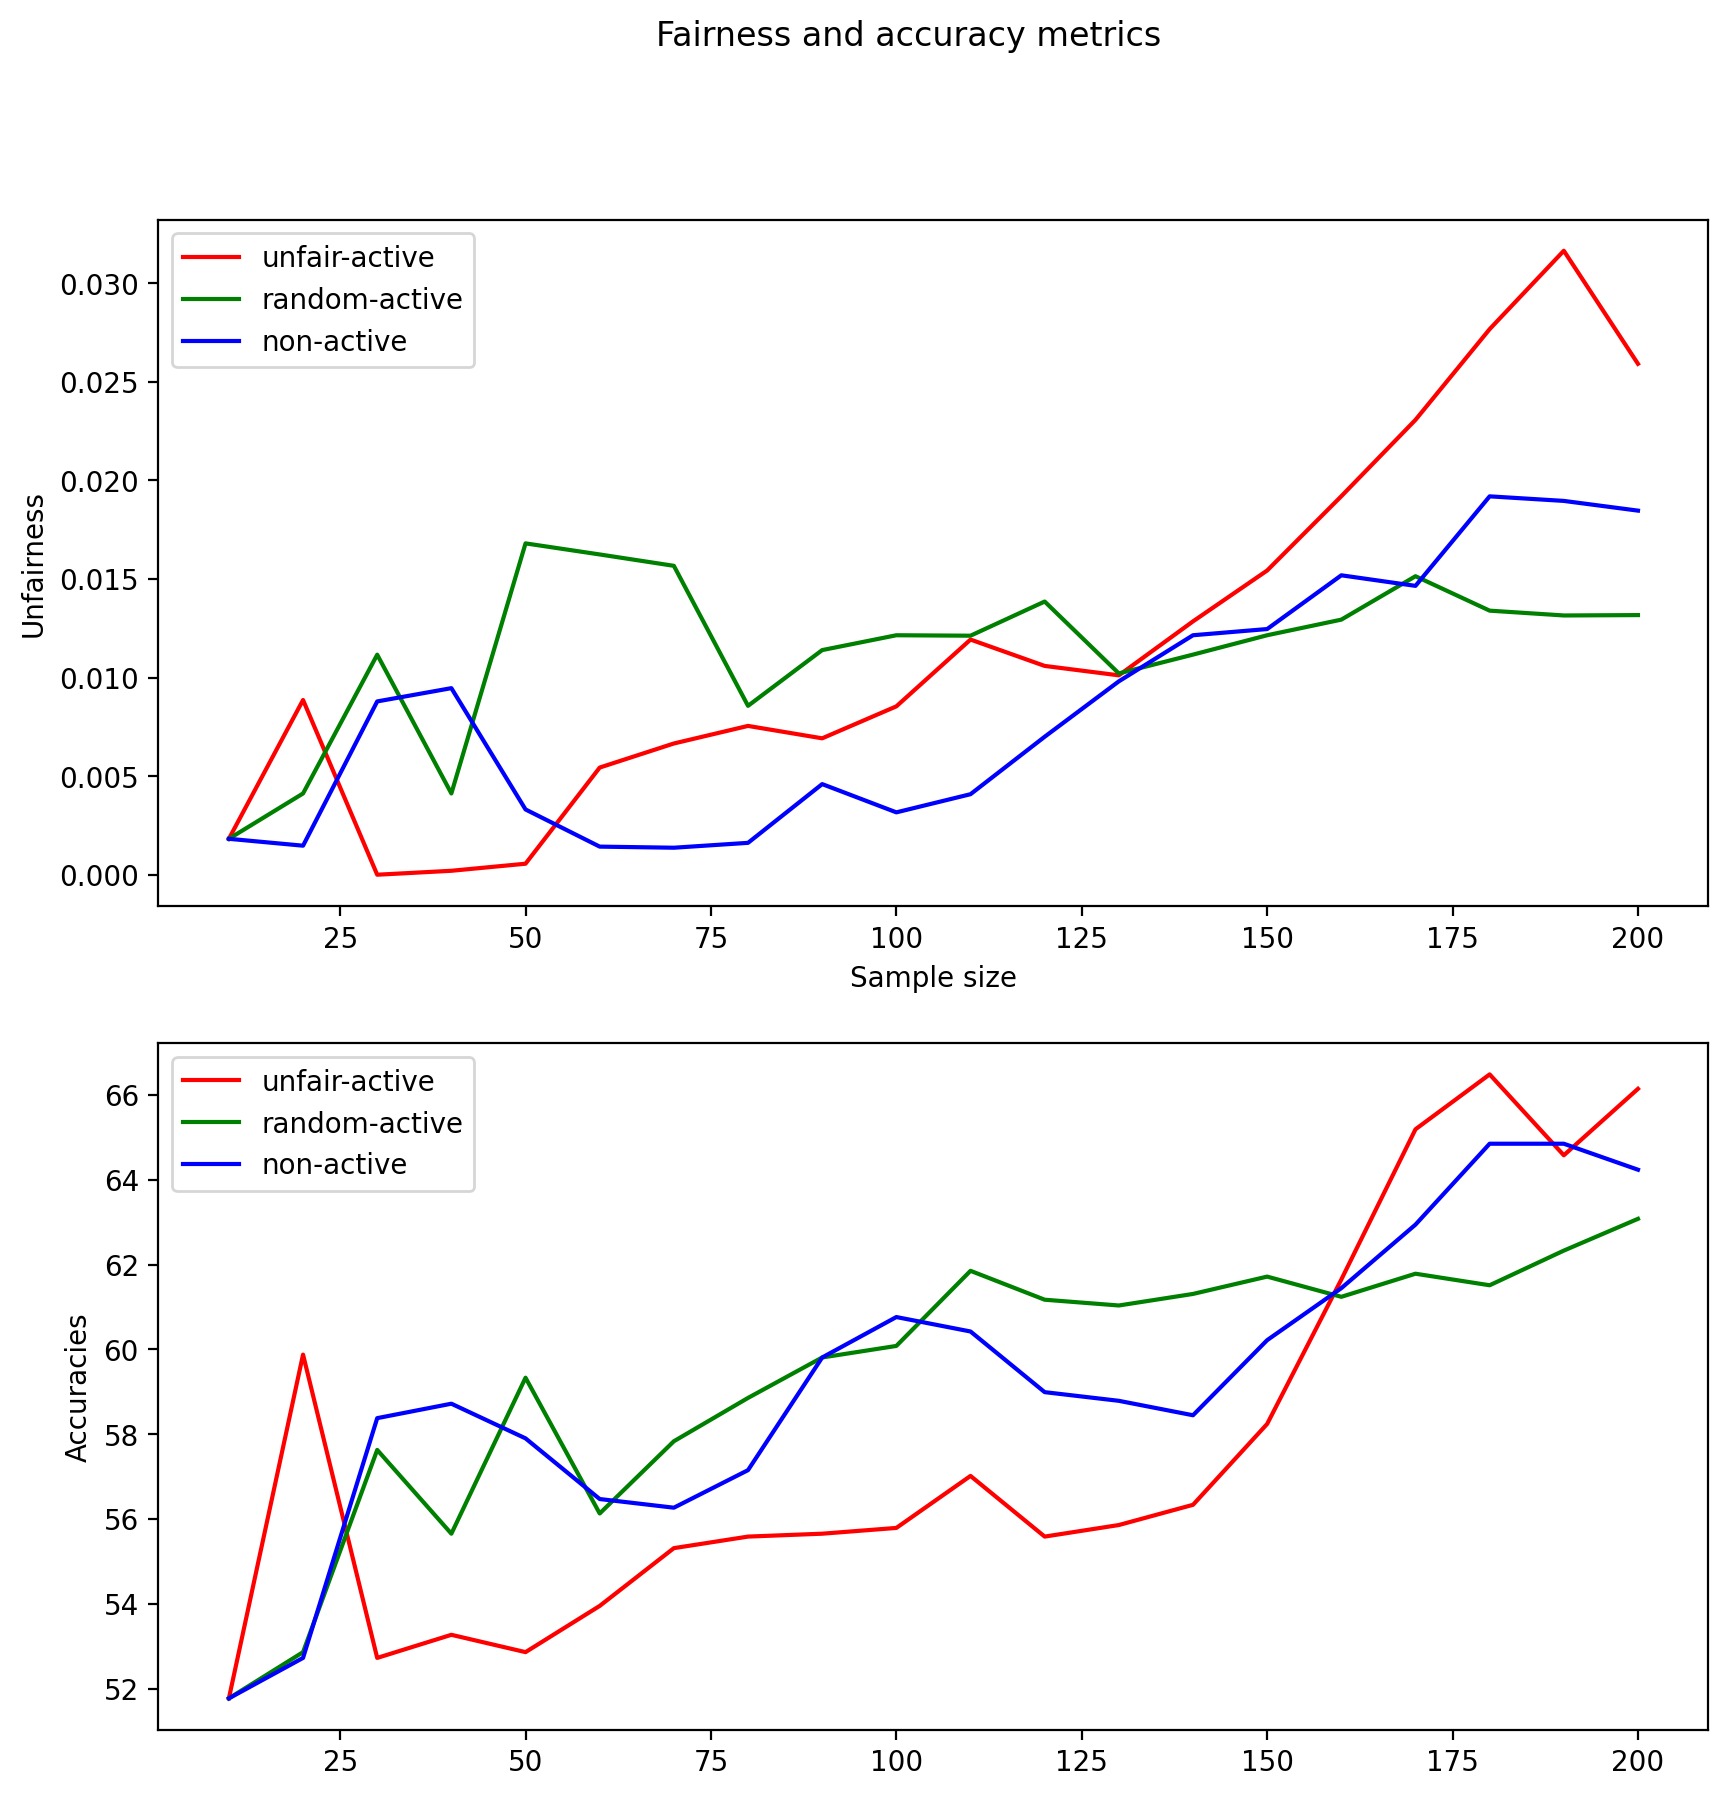 Fairness and accuracy metrics
unfair-active
random-active
non-active
0.030
0.025
0.020
0.015
0.010
0.005
0.000
Unfairness
25 50 75 100 125 150 175 200
Sample size
unfair-active
random-active
non-active
66
64
62
60
58
56
54
52
Accuracies
25 50 75 100 125 150 175 200